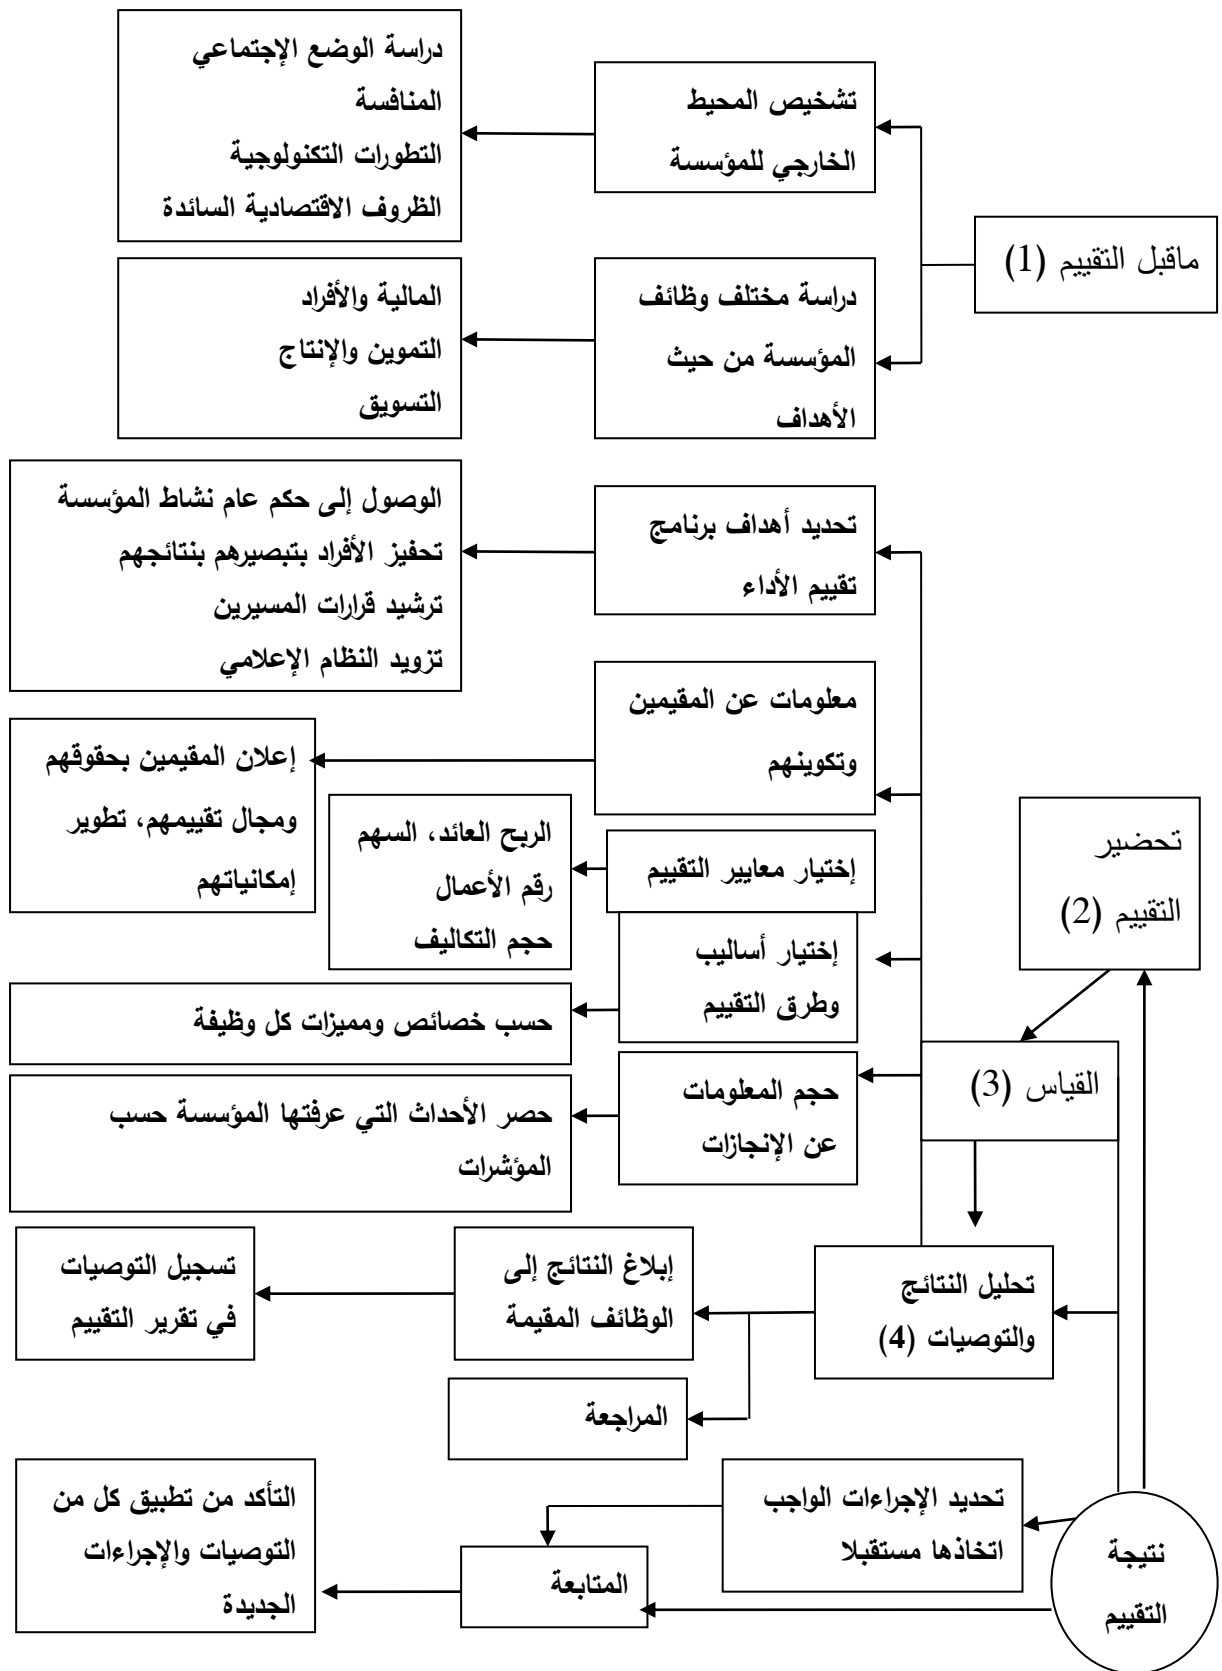 ماقبل التقييم (1)
تشخيص المحيط
الخارجي للمؤسسة
دراسة الوضع الإجتماعي
المنافسة
التطورات التكنولوجية
الظروف الاقتصادية السائدة
دراسة مختلف وظائف
المؤسسة من حيث
الأهداف
المالية والأفراد
التموين والإنتاج
التسويق
تحديد أهداف برنامج
تقييم الأداء
الوصول إلى حكم عام نشاط المؤسسة
تحفيز الأفراد بتبصيرهم بنتائجهم
ترشيد قرارات المسيرين
تزويد النظام الإعلامي
معلومات عن المقيمين
وتكوينهم
إعلان المقيمين بحقوقهم
ومجال تقييمهم، تطوير
إمكانياتهم
تحضير
التقييم (2)
إختيار معايير التقييم
الربح العائد، السهم
رقم الأعمال
حجم التكاليف
إختيار أساليب
وطرق التقييم
حسب خصائص ومميزات كل وظيفة
القياس (3)
حجم المعلومات
عن الإنجازات
حصر الأحداث التي عرفتها المؤسسة حسب
المؤشرات
تحليل النتائج
والتوصيات (4)
إبلاغ النتائج إلى
الوظائف المقيمة
تسجيل التوصيات
في تقرير التقييم
المراجعة
نتيجة
التقييم
تحديد الإجراءات الواجب
اتخاذها مستقبلا
المتابعة
التأكد من تطبيق كل من
التوصيات والإجراءات
الجديدة